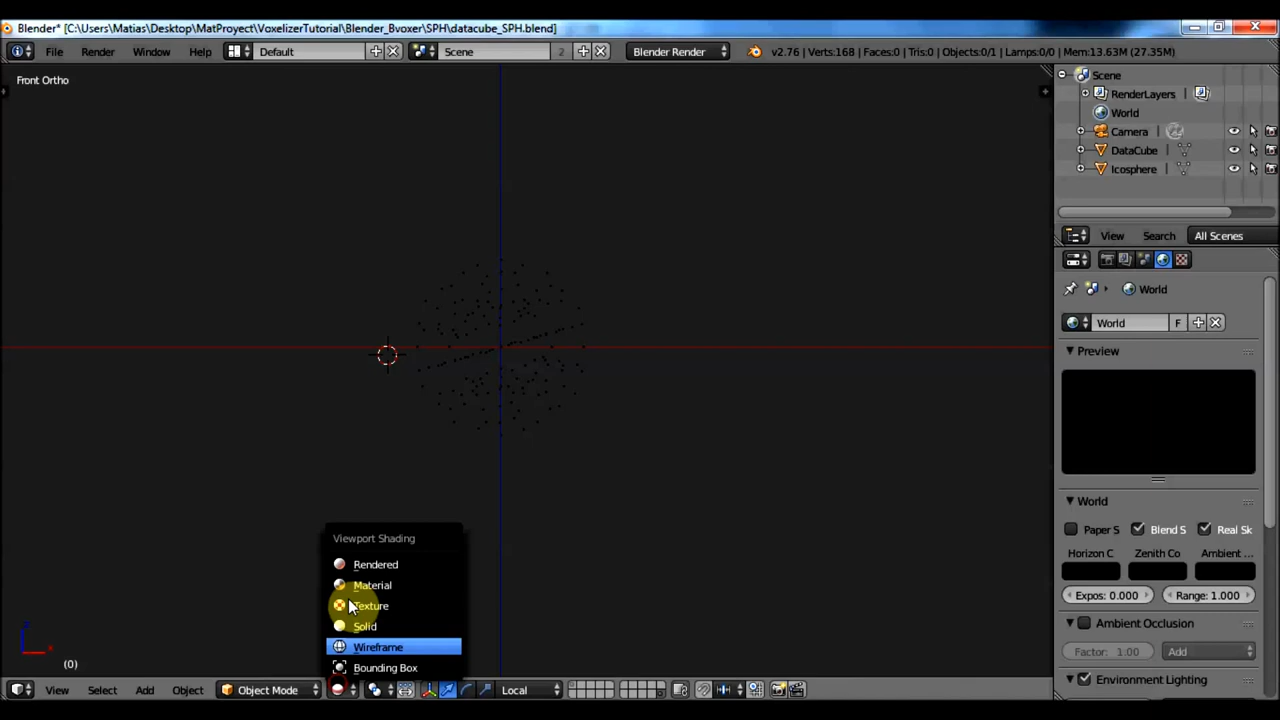 Blender* [C:\Users\Matias\Desktop\MatProyect\VoxelizerTutorial\Blender_Bvoxer\SPH\datacube_SPH.blend]
File Render Window Help Default Scene 2 Blender Render v2.76 | Verts:168 | Faces:0 | Tris:0 | Objects:0/1 | Lamps:0/0 | Mem:13.63M (27.35M)
Front Ortho
Scene
RenderLayers
World
Camera
DataCube
Icosphere
View Search All Scenes
World
World F
Preview
World
Paper S Blend S Real Sk
Horizon C Zenith Co Ambient ...
Expos: 0.000 Range: 1.000
Ambient Occlusion
Factor: 1.00 Add
Environment Lighting
Viewport Shading
Rendered
Material
Texture
Solid
Wireframe
Bounding Box
(0)
View Select Add Object Object Mode Local